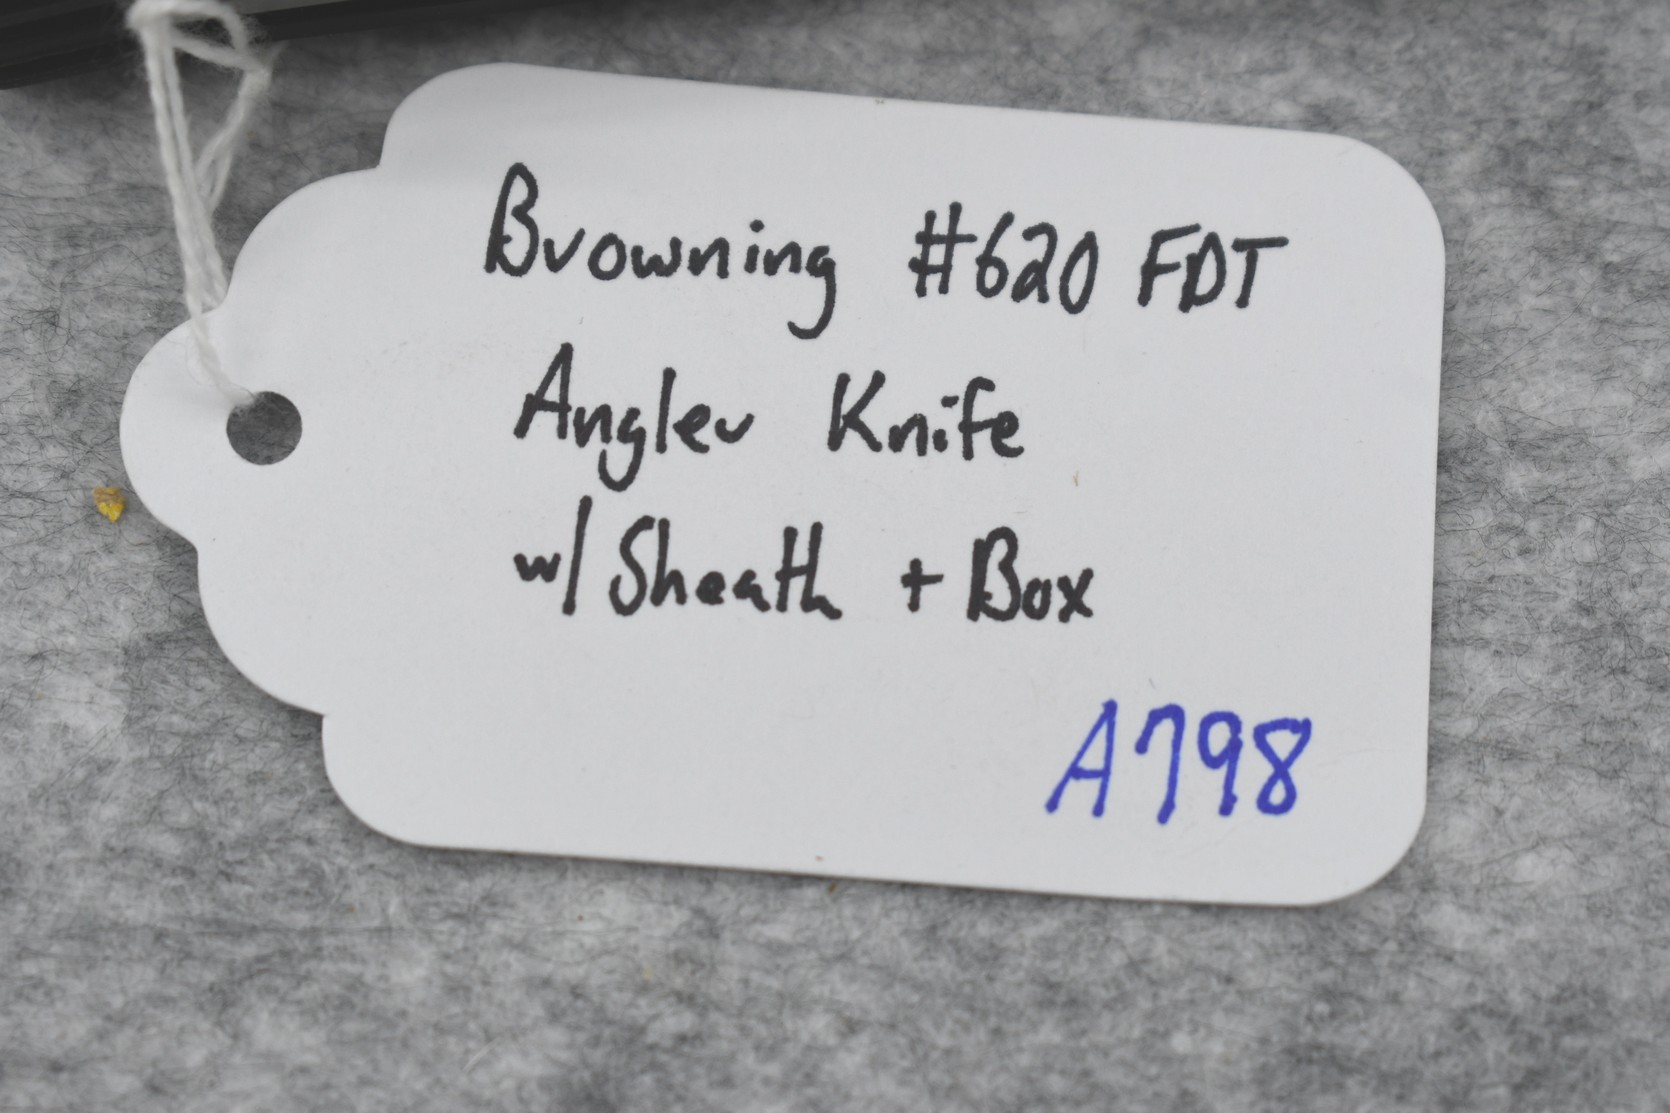 Browning #620 FDT
Angler Knife
w/ Sheath + Box
A798